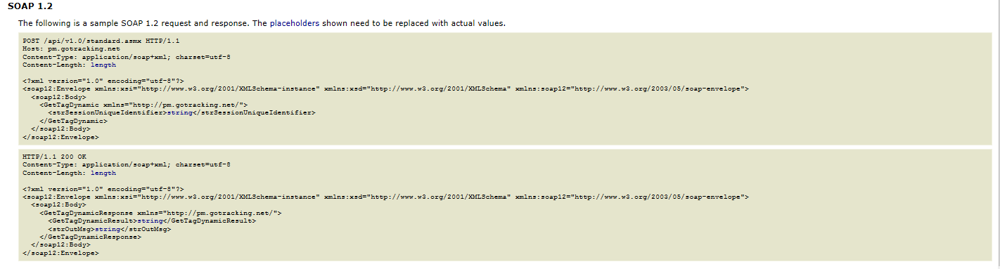 SOAP 1.2
The following is a sample SOAP 1.2 request and response. The placeholders shown need to be replaced with actual values.
POST /api/v1.0/standard.asmx HTTP/1.1
Host: pm.gotracking.net
Content-Type: application/soap+xml; charset=utf-8
Content-Length: length
<?xml version="1.0" encoding="utf-8"?>
<soap12:Envelope xmlns:xsi="http://www.w3.org/2001/XMLSchema-instance" xmlns:xsd="http://www.w3.org/2001/XMLSchema" xmlns:soap12="http://www.w3.org/2003/05/soap-envelope">
<soap12:Body>
<GetTagDynamic xmlns="http://pm.gotracking.net/">
<strSessionUniqueIdentifier>string</strSessionUniqueIdentifier>
</GetTagDynamic>
</soap12:Body>
</soap12:Envelope>
HTTP/1.1 200 OK
Content-Type: application/soap+xml; charset=utf-8
Content-Length: length
<?xml version="1.0" encoding="utf-8"?>
<soap12:Envelope xmlns:xsi="http://www.w3.org/2001/XMLSchema-instance" xmlns:xsd="http://www.w3.org/2001/XMLSchema" xmlns:soap12="http://www.w3.org/2003/05/soap-envelope">
<soap12:Body>
<GetTagDynamicResponse xmlns="http://pm.gotracking.net/">
<GetTagDynamicResult>string</GetTagDynamicResult>
<strOutMsg>string</strOutMsg>
</GetTagDynamicResponse>
</soap12:Body>
</soap12:Envelope>